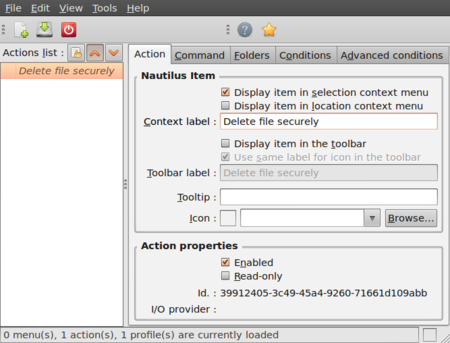 File Edit View Tools Help
Actions list :
Delete file securely
Action Command Folders Conditions Advanced conditions
Nautilus Item
Display item in selection context menu
Display item in location context menu
Context label : Delete file securely
Display item in the toolbar
Use same label for icon in the toolbar
Toolbar label : Delete file securely
Tooltip :
Icon : Browse...
Action properties
Enabled
Read-only
Id. : 39912405-3c49-45a4-9260-71661d109abb
I/O provider :
0 menu(s), 1 action(s), 1 profile(s) are currently loaded